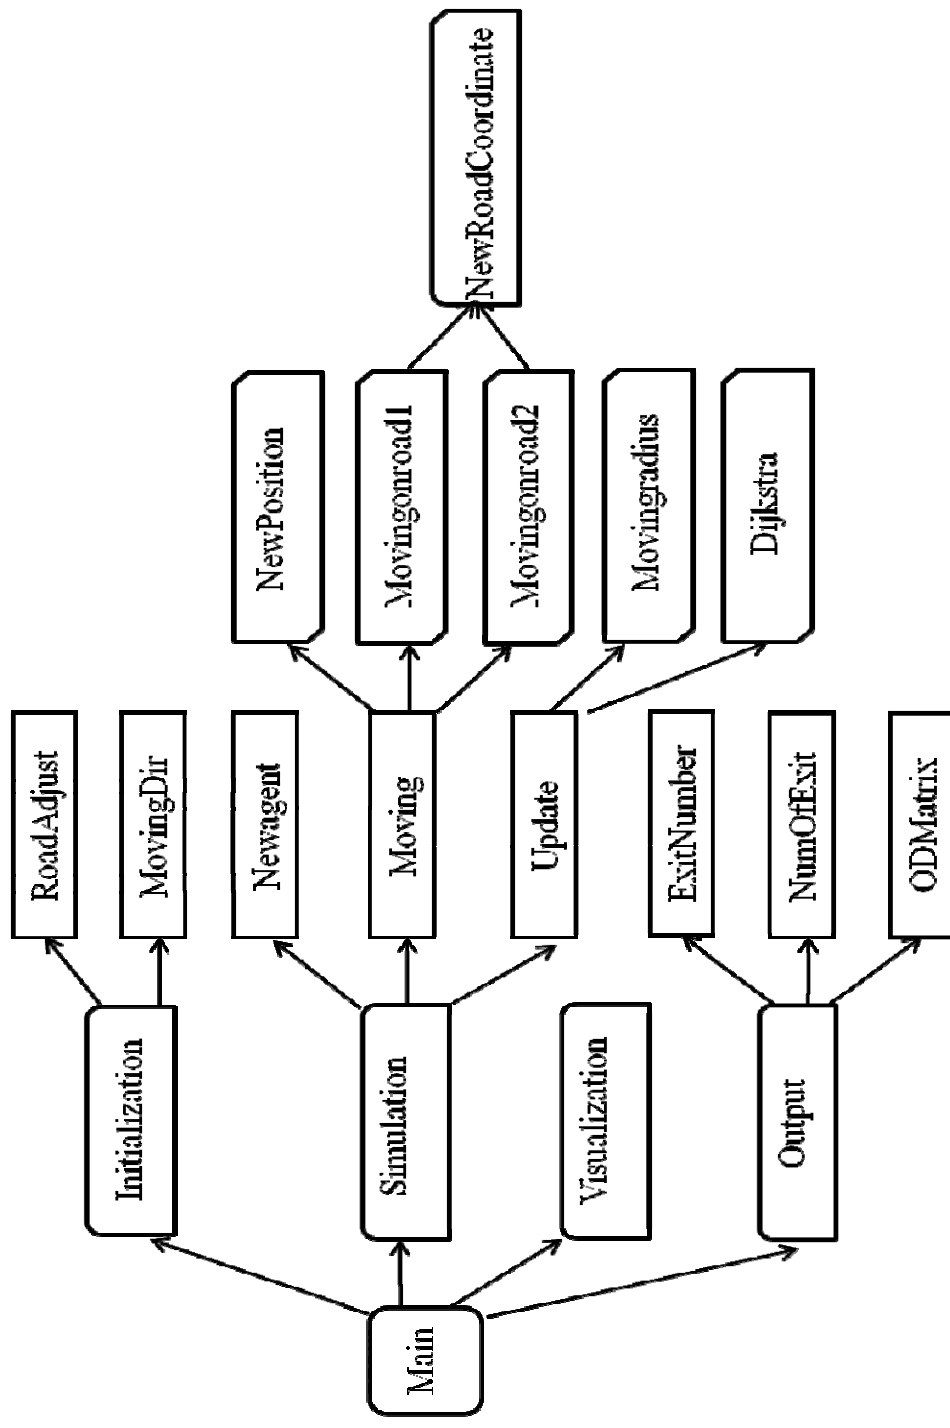 Main
Initialization
Simulation
Visualization
Output
RoadAdjust
MovingDir
Newagent
Moving
Update
ExitNumber
NumOfExit
ODMatrix
NewPosition
Movingonroad1
Movingonroad2
Movingradius
Dijkstra
NewRoadCoordinate